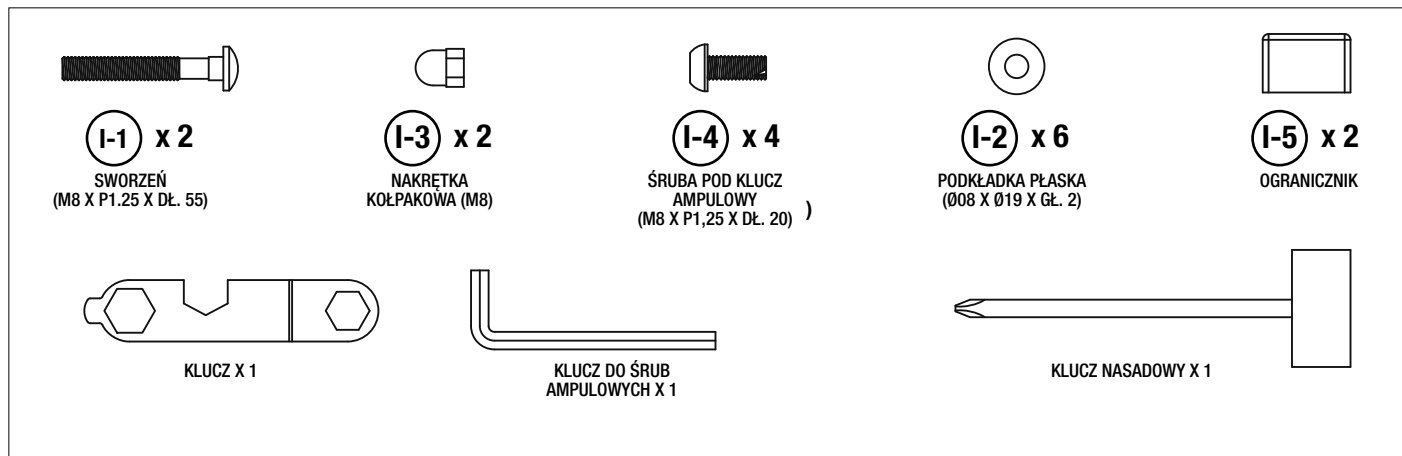 I-1 x 2
SWORZEŃ
(M8 X P1.25 X DŁ. 55)
I-3 x 2
NAKRĘTKA
KOŁPAKOWA (M8)
I-4 x 4
ŚRUBA POD KLUCZ
AMPULOWY
(M8 X P1,25 X DŁ. 20) )
I-2 x 6
PODKŁADKA PŁASKA
(Ø08 X Ø19 X GŁ. 2)
I-5 x 2
OGRANICZNIK
KLUCZ X 1
KLUCZ DO ŚRUB
AMPULOWYCH X 1
KLUCZ NASADOWY X 1